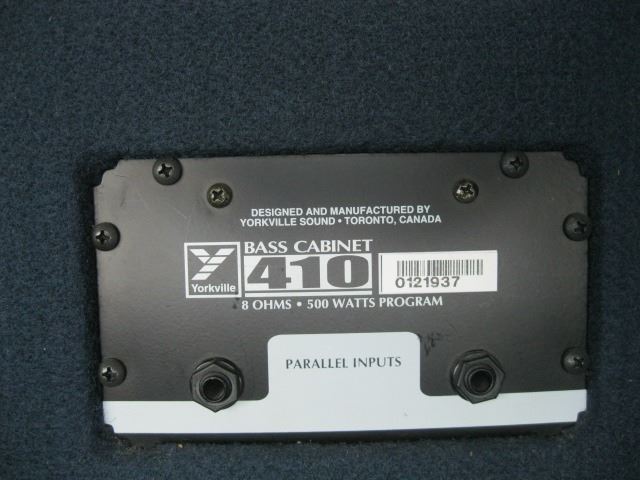 DESIGNED AND MANUFACTURED BY
YORKVILLE SOUND • TORONTO, CANADA
Yorkville
BASS CABINET
410
0121937
8 OHMS • 500 WATTS PROGRAM
PARALLEL INPUTS